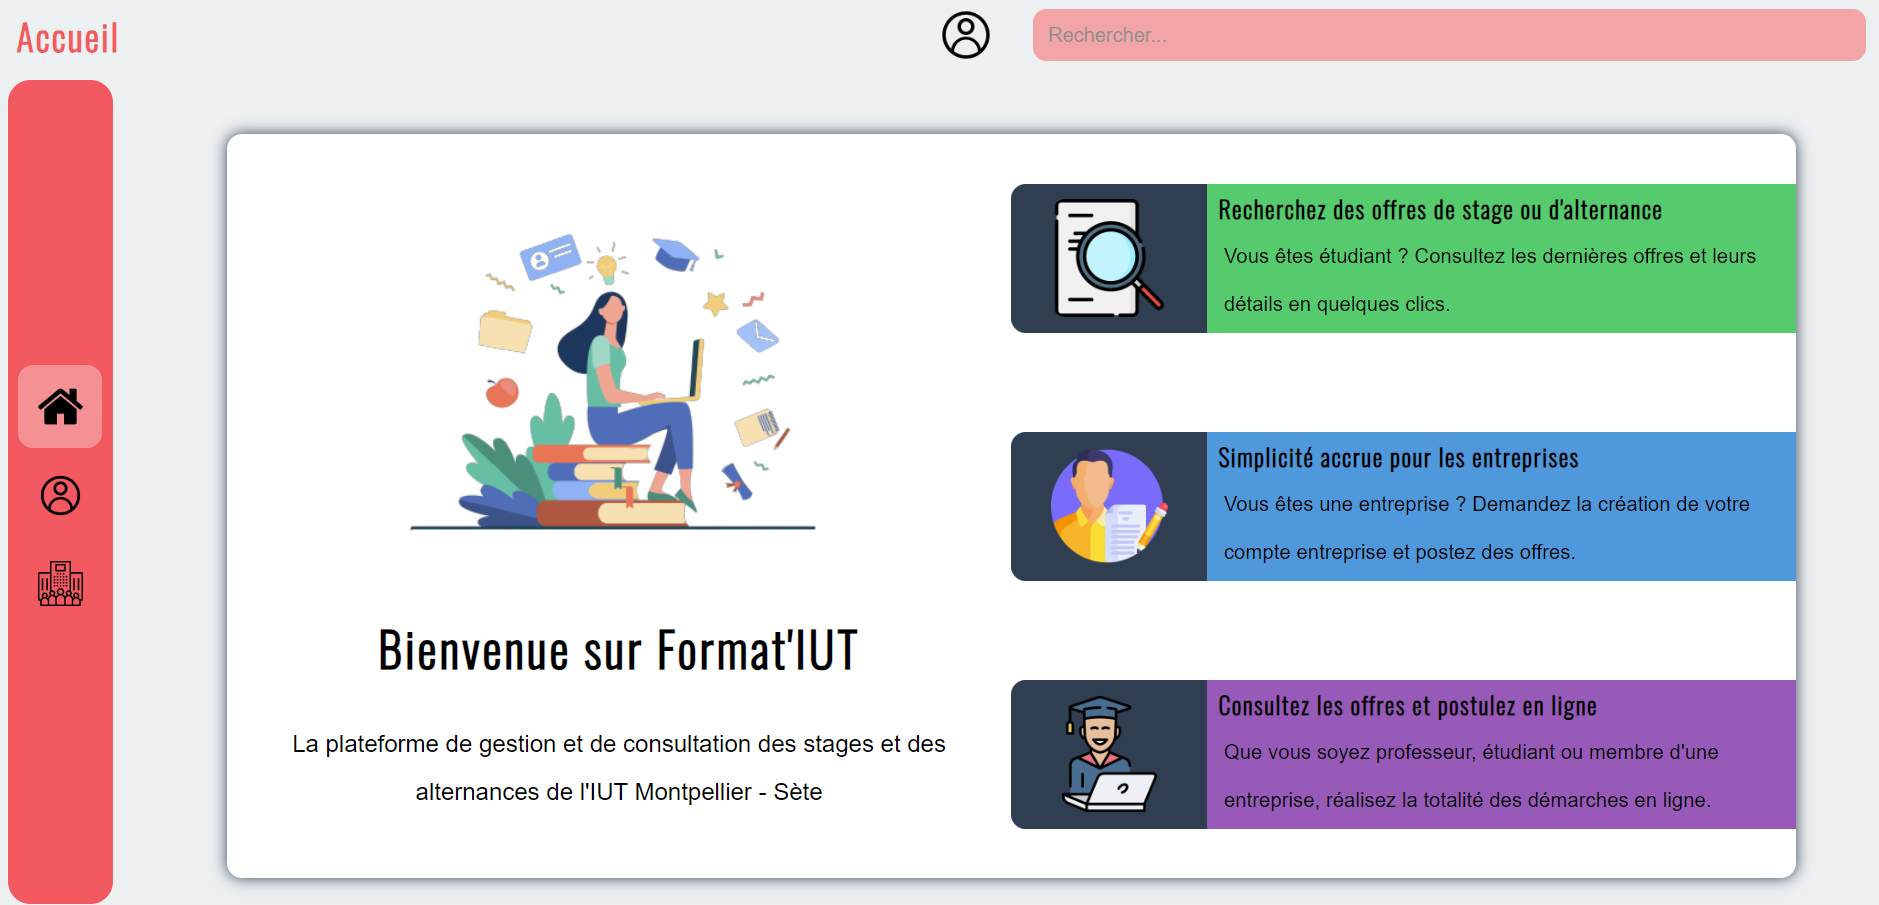 Accueil
Rechercher...
Bienvenue sur Format'IUT
La plateforme de gestion et de consultation des stages et des
alternances de l'IUT Montpellier - Sète
Recherchez des offres de stage ou d'alternance
Vous êtes étudiant ? Consultez les dernières offres et leurs
détails en quelques clics.
Simplicité accrue pour les entreprises
Vous êtes une entreprise ? Demandez la création de votre
compte entreprise et postez des offres.
Consultez les offres et postulez en ligne
Que vous soyez professeur, étudiant ou membre d'une
entreprise, réalisez la totalité des démarches en ligne.